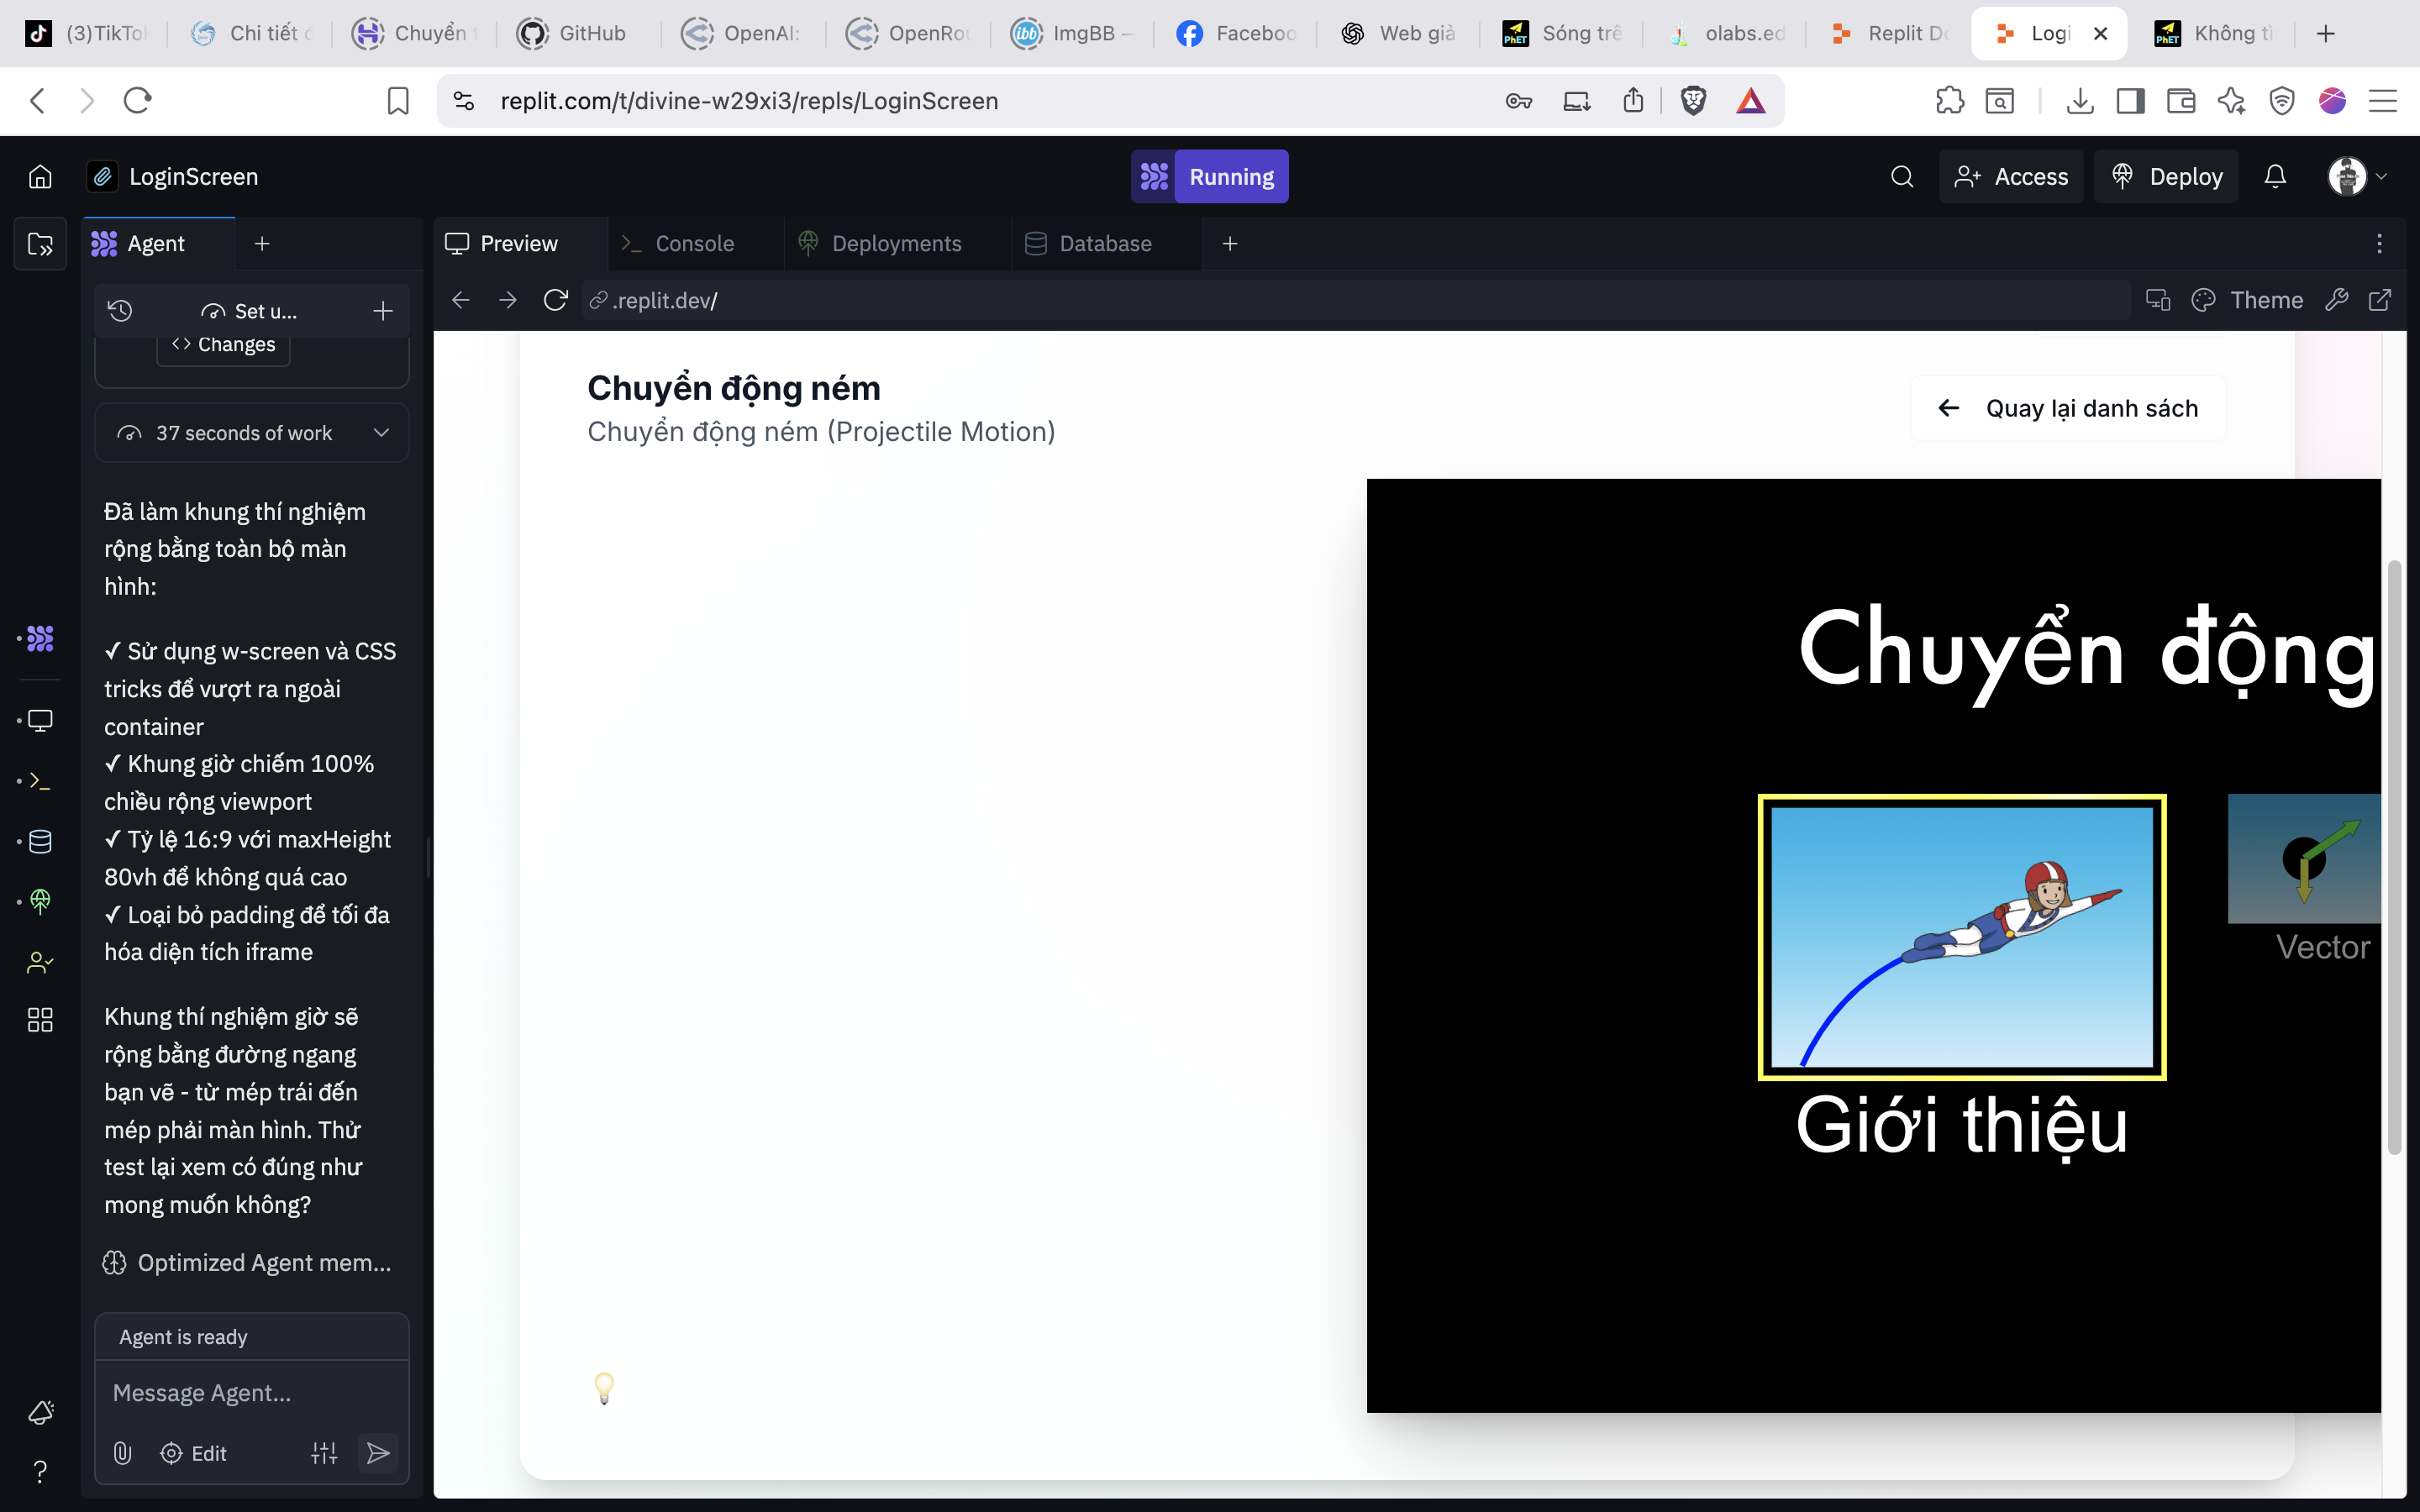 (3)TikTo
Chi tiết
Chuyển
GitHub
OpenAI:
OpenRou
ImgBB —
Faceboo
Web giả
PhET
Sóng trê
olabs.ed
Replit De
Logi
PhET
Không ti
replit.com/t/divine-w29xi3/repls/LoginScreen
LoginScreen
Running
Access
Deploy
Agent
Preview
Console
Deployments
Database
Set u...
.replit.dev/
Theme
Changes
37 seconds of work
Đã làm khung thí nghiệm
rộng bằng toàn bộ màn
hình:
✓ Sử dụng w-screen và CSS
tricks để vượt ra ngoài
container
✓ Khung giờ chiếm 100%
chiều rộng viewport
✓ Tỷ lệ 16:9 với maxHeight
80vh để không quá cao
✓ Loại bỏ padding để tối đa
hóa diện tích iframe
Khung thí nghiệm giờ sẽ
rộng bằng đường ngang
bạn vẽ - từ mép trái đến
mép phải màn hình. Thử
test lại xem có đúng như
mong muốn không?
Optimized Agent mem...
Agent is ready
Message Agent...
Edit
Chuyển động ném
Chuyển động ném (Projectile Motion)
Quay lại danh sách
Chuyển động
Giới thiệu
Vector